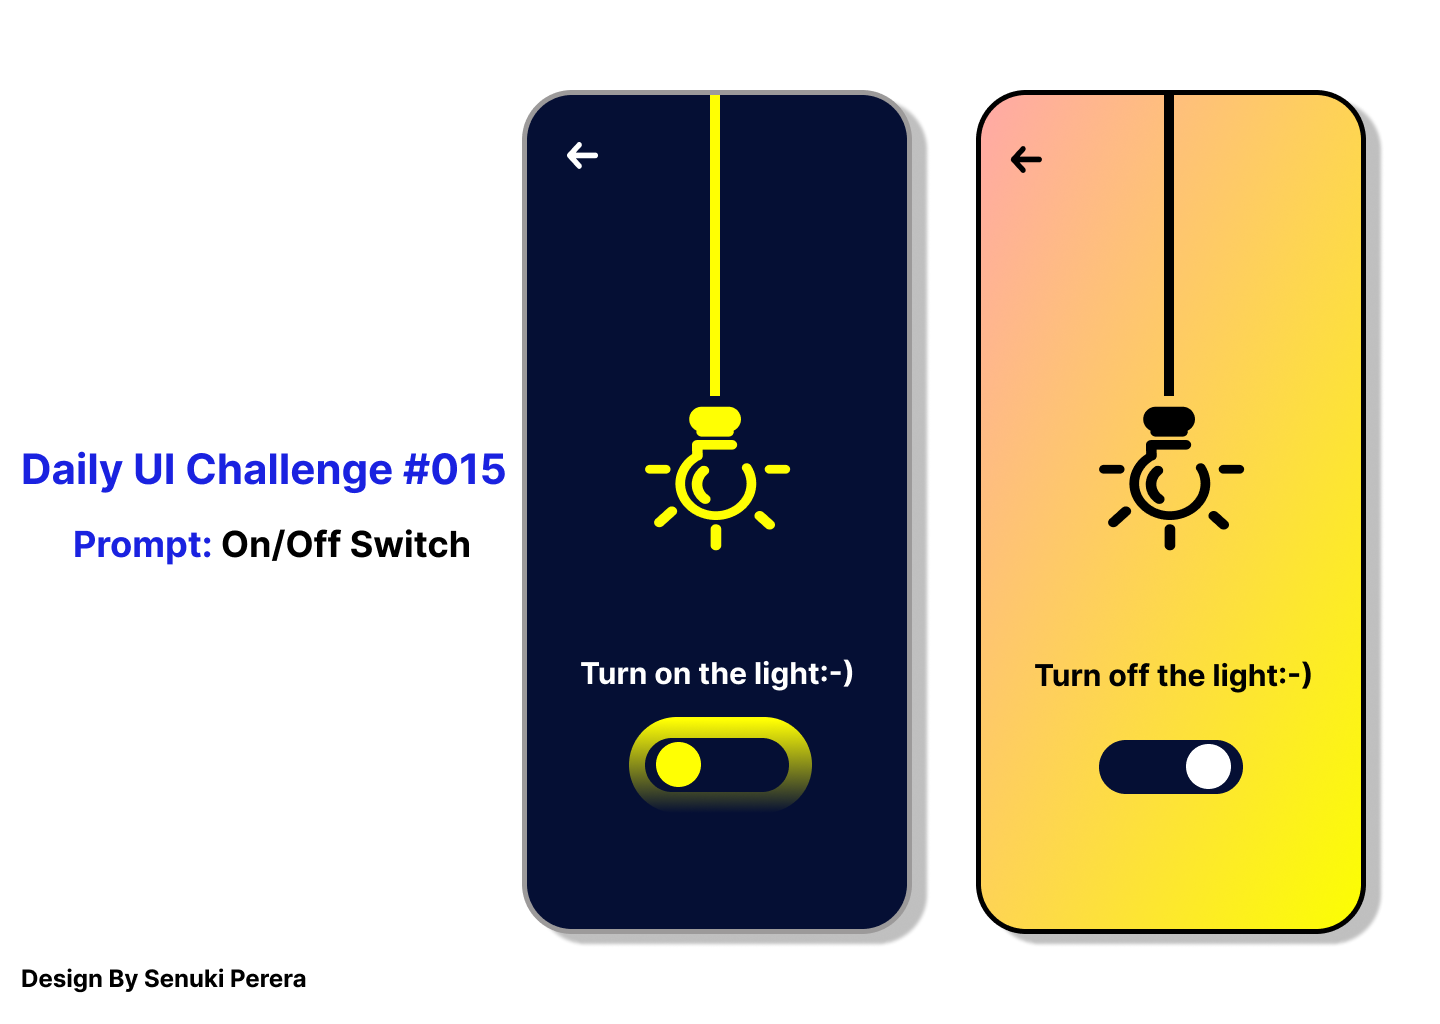 Daily UI Challenge #015
Prompt: On/Off Switch
Turn on the light:-)
Turn off the light:-)
Design By Senuki Perera